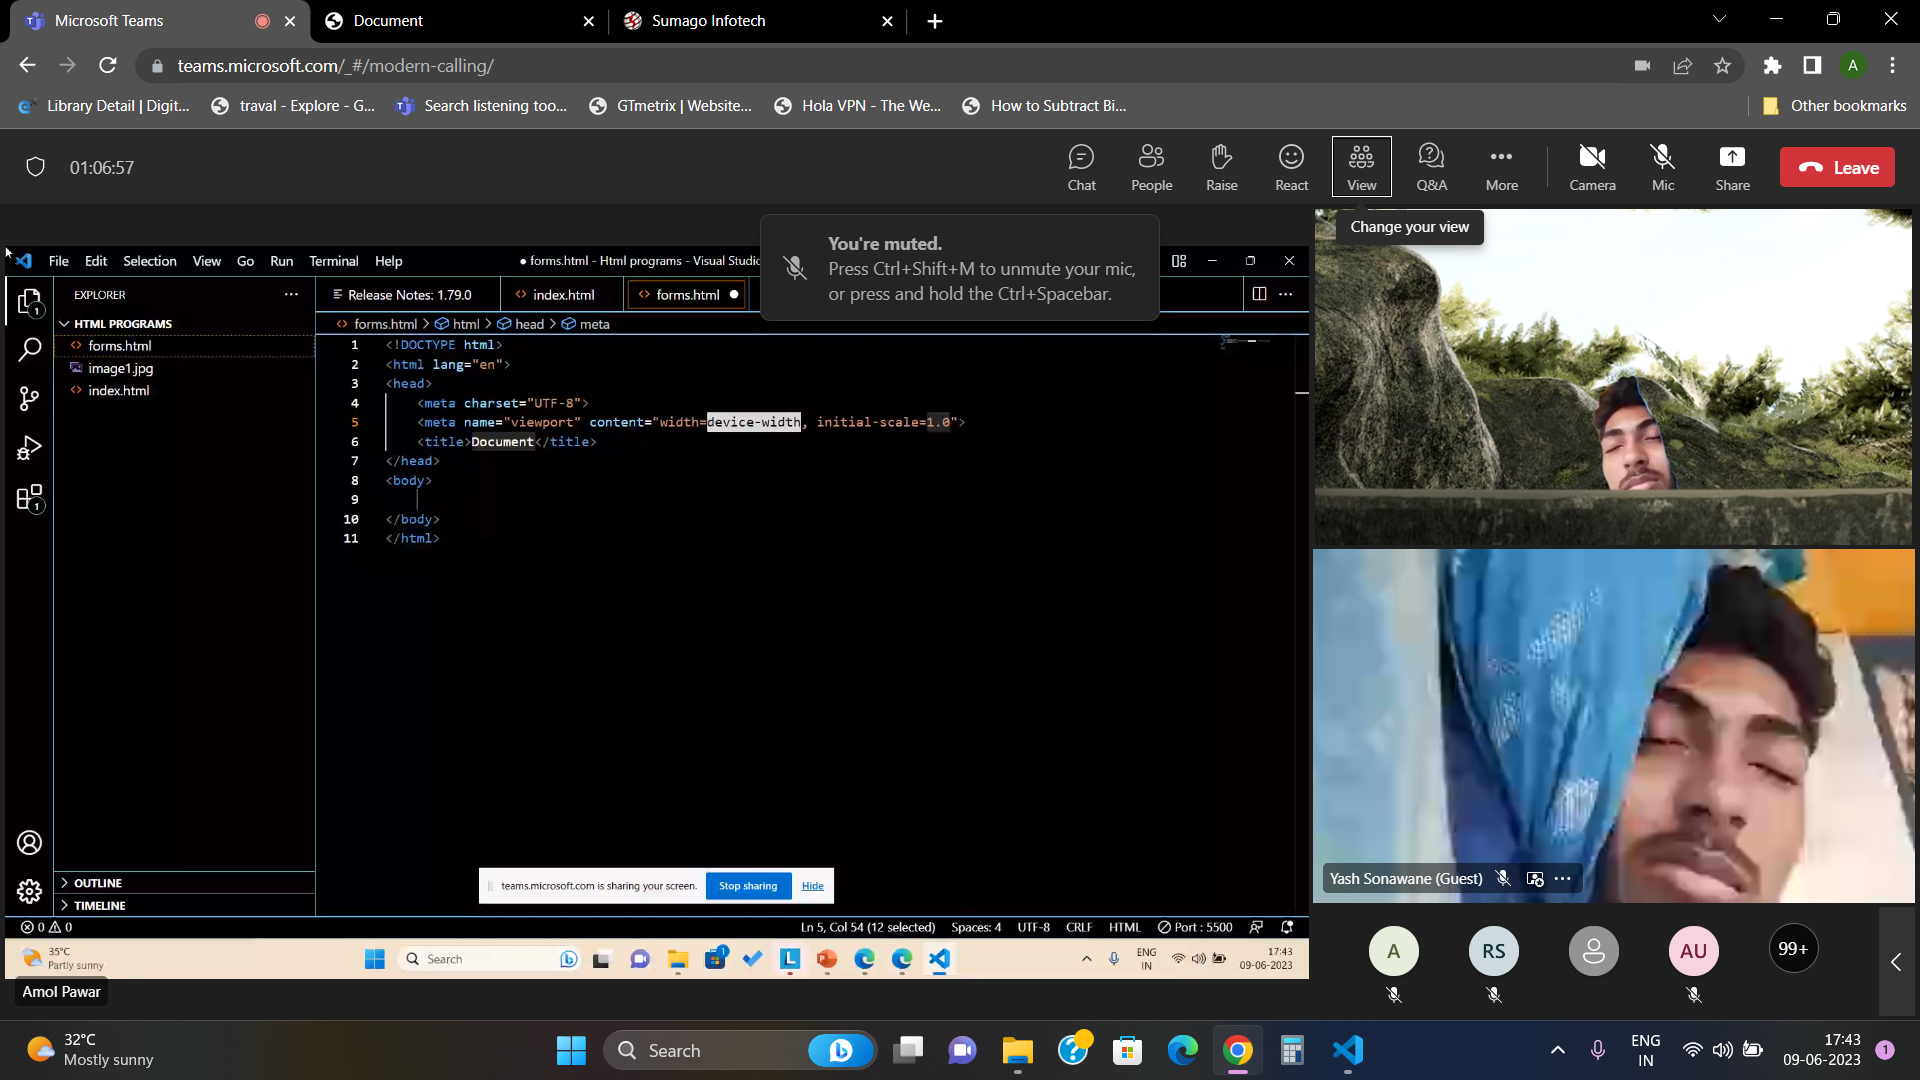 Microsoft Teams
Document
Sumago Infotech
teams.microsoft.com/_#/modern-calling/
A
Library Detail | Digit...
traval - Explore - G...
Search listening too...
GTmetrix | Website...
Hola VPN - The We...
How to Subtract Bi...
Other bookmarks
01:06:57
Chat
People
Raise
React
View
Q&A
More
Camera
Mic
Share
Leave
Change your view
You're muted.
Press Ctrl+Shift+M to unmute your mic,
or press and hold the Ctrl+Spacebar.
File Edit Selection View Go Run Terminal Help
● forms.html - Html programs - Visual Studio
EXPLORER
Release Notes: 1.79.0
index.html
forms.html
HTML PROGRAMS
forms.html > html > head > meta
forms.html
image1.jpg
index.html
1 <!DOCTYPE html>
2 <html lang="en">
3 <head>
4 <meta charset="UTF-8">
5 <meta name="viewport" content="width=device-width, initial-scale=1.0">
6 <title>Document</title>
7 </head>
8 <body>
9
10 </body>
11 </html>
1
1
teams.microsoft.com is sharing your screen.
Stop sharing
Hide
OUTLINE
TIMELINE
0 0
Ln 5, Col 54 (12 selected)
Spaces: 4
UTF-8
CRLF
HTML
Port : 5500
35°C
Partly sunny
Search
1
ENG
IN
17:43
09-06-2023
Amol Pawar
Yash Sonawane (Guest)
A
RS
AU
99+
32°C
Mostly sunny
Search
ENG
IN
17:43
09-06-2023
1